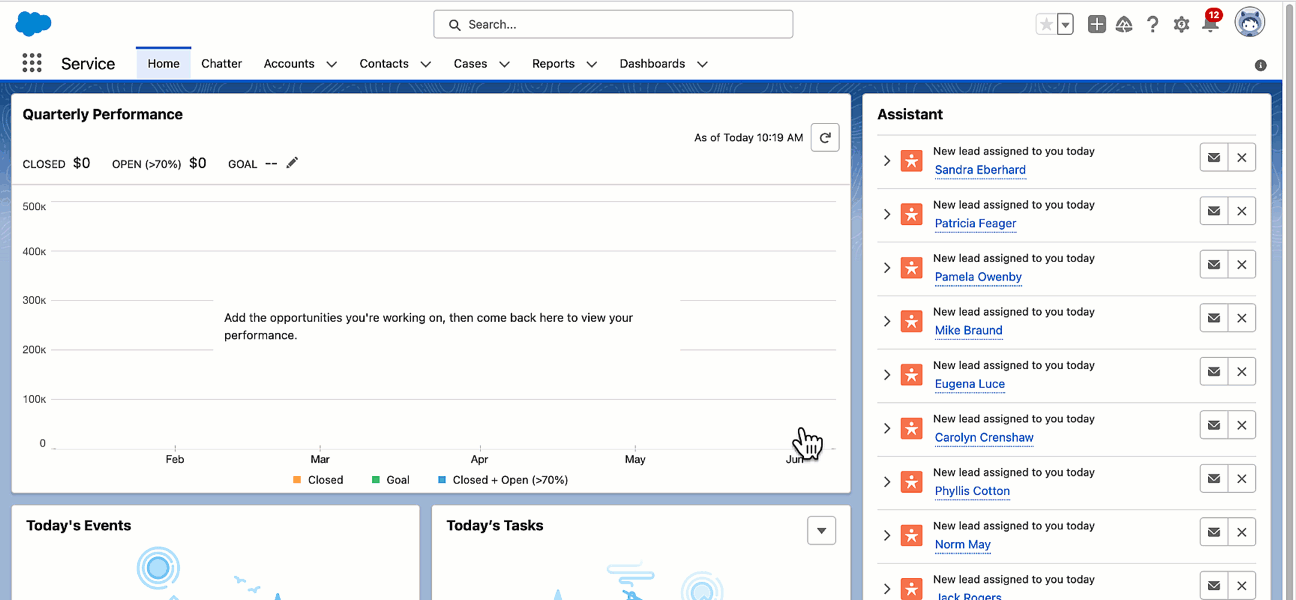 Search...
12
Service
Home
Chatter
Accounts
Contacts
Cases
Reports
Dashboards
Quarterly Performance
As of Today 10:19 AM
CLOSED $0 OPEN (>70%) $0 GOAL --
500K
400K
300K
200K
100K
0
Add the opportunities you're working on, then come back here to view your
performance.
Feb Mar Apr May Jun
Closed Goal Closed + Open (>70%)
Today's Events
Today's Tasks
Assistant
New lead assigned to you today
Sandra Eberhard
New lead assigned to you today
Patricia Feager
New lead assigned to you today
Pamela Owenby
New lead assigned to you today
Mike Braund
New lead assigned to you today
Eugena Luce
New lead assigned to you today
Carolyn Crenshaw
New lead assigned to you today
Phyllis Cotton
New lead assigned to you today
Norm May
New lead assigned to you today
Jack Rogers